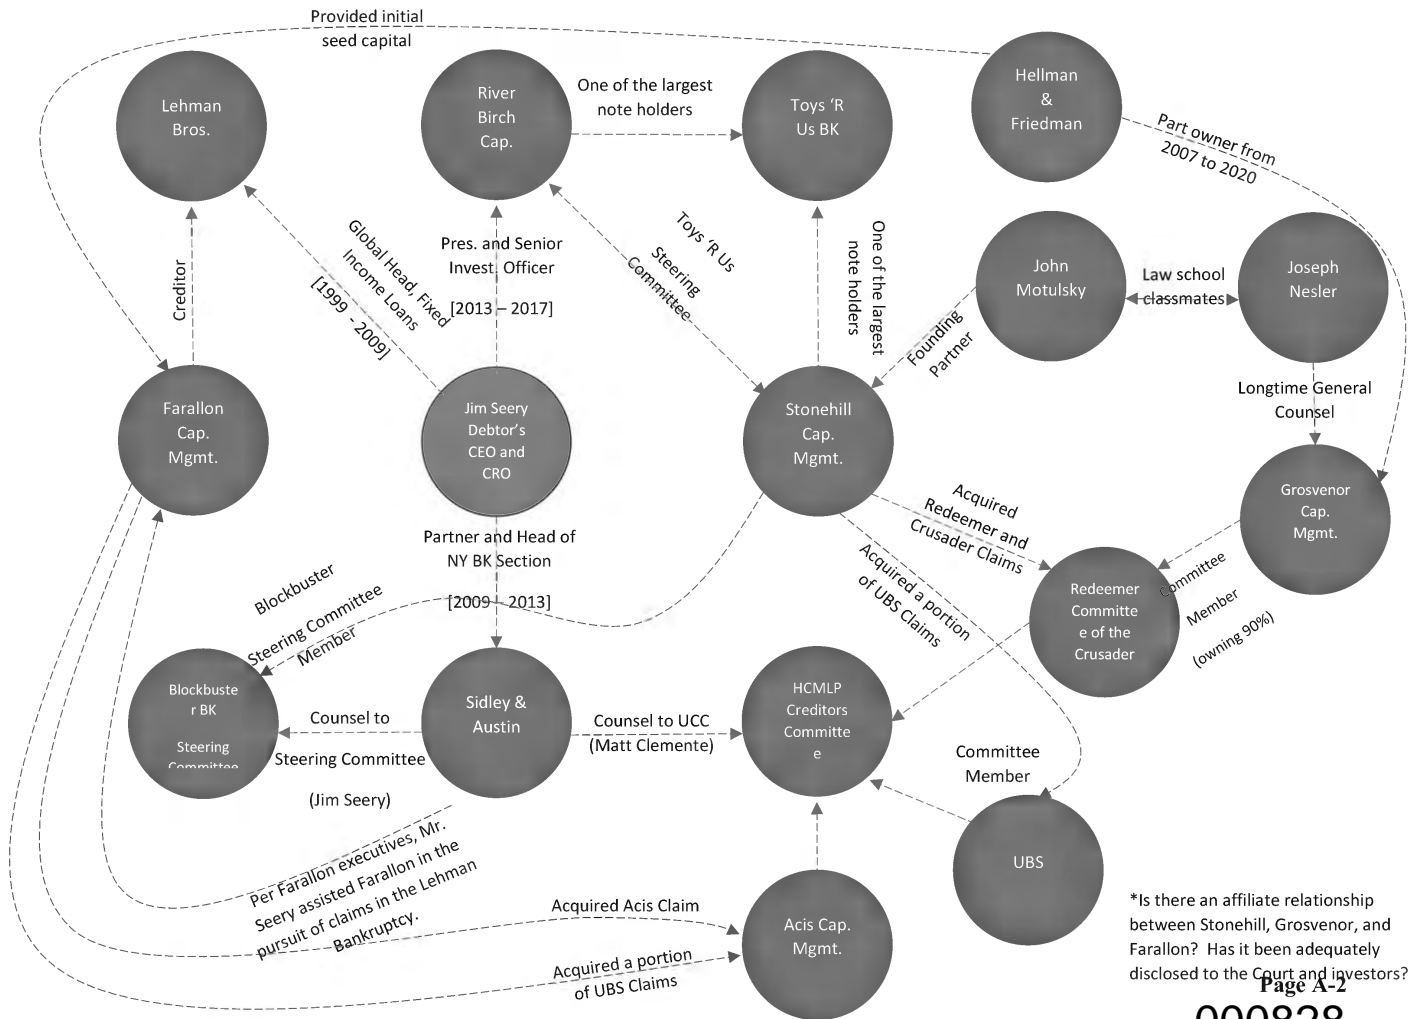 Provided initial
seed capital
Lehman
Bros.
River
Birch
Cap.
One of the largest
note holders
Toys ‘R
Us BK
Hellman
&
Friedman
Part owner from
2007 to 2020
Creditor
Global Head, Fixed
Income Loans
[1999 - 2009]
Pres. and Senior
Invest. Officer
[2013 – 2017]
Toys ‘R Us
Steering
Committee
One of the largest
note holders
John
Motulsky
Law school
classmates
Joseph
Nesler
Founding
Partner
Longtime General
Counsel
Farallon
Cap.
Mgmt.
Jim Seery
Debtor’s
CEO and
CRO
Stonehill
Cap.
Mgmt.
Grosvenor
Cap.
Mgmt.
Acquired
Redeemer and
Crusader Claims
Acquired a portion
of UBS Claims
Partner and Head of
NY BK Section
[2009 – 2013]
Blockbuster
Steering Committee
Member
Redeemer
Committe
e of the
Crusader
Committee
Member
(owning 90%)
Blockbuste
r BK
Steering
Committee
Counsel to
Steering Committee
(Jim Seery)
Sidley &
Austin
Counsel to UCC
(Matt Clemente)
HCMLP
Creditors
Committe
e
Committee
Member
UBS
Per Farallon executives, Mr.
Seery assisted Farallon in the
pursuit of claims in the Lehman
Bankruptcy.
Acquired Acis Claim
Acquired a portion
of UBS Claims
Acis Cap.
Mgmt.
*Is there an affiliate relationship
between Stonehill, Grosvenor, and
Farallon? Has it been adequately
disclosed to the Court and investors?
Page A-2
000828